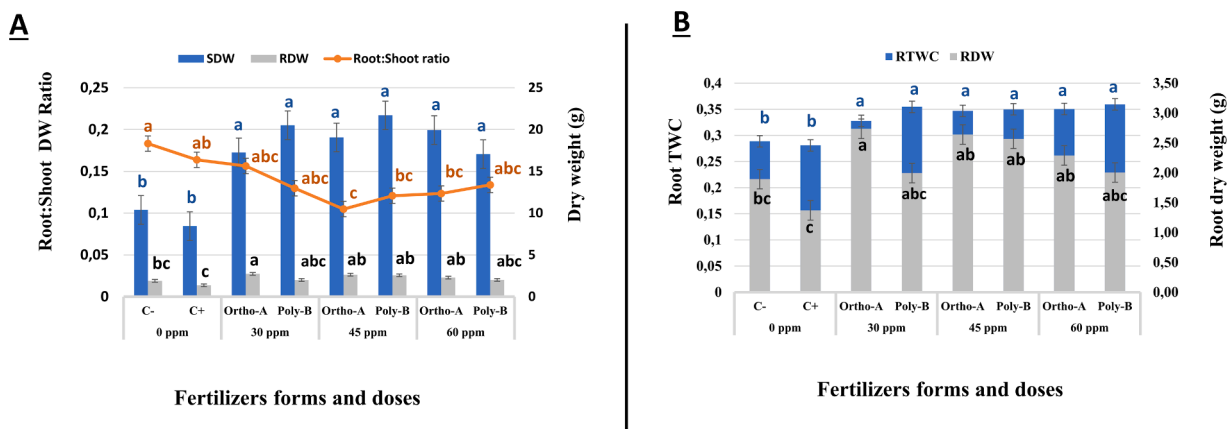 A
SDW RDW Root:Shoot ratio
Root:Shoot DW Ratio
0,25
0,2
0,15
0,1
0,05
0
a ab abc abc c bc bc abc
b b a a a a a a
bc c a abc ab ab ab abc
25
20
15
10
5
0
Dry weight (g)
C- C+ Ortho-A Poly-B Ortho-A Poly-B Ortho-A Poly-B
0 ppm 30 ppm 45 ppm 60 ppm
Fertilizers forms and doses
B
RTWC RDW
Root TWC
0,4
0,35
0,3
0,25
0,2
0,15
0,1
0,05
0
b b a a a a a a
bc c a abc ab ab ab abc
3,50
3,00
2,50
2,00
1,50
1,00
0,50
0,00
Root dry weight (g)
C- C+ Ortho-A Poly-B Ortho-A Poly-B Ortho-A Poly-B
0 ppm 30 ppm 45 ppm 60 ppm
Fertilizers forms and doses